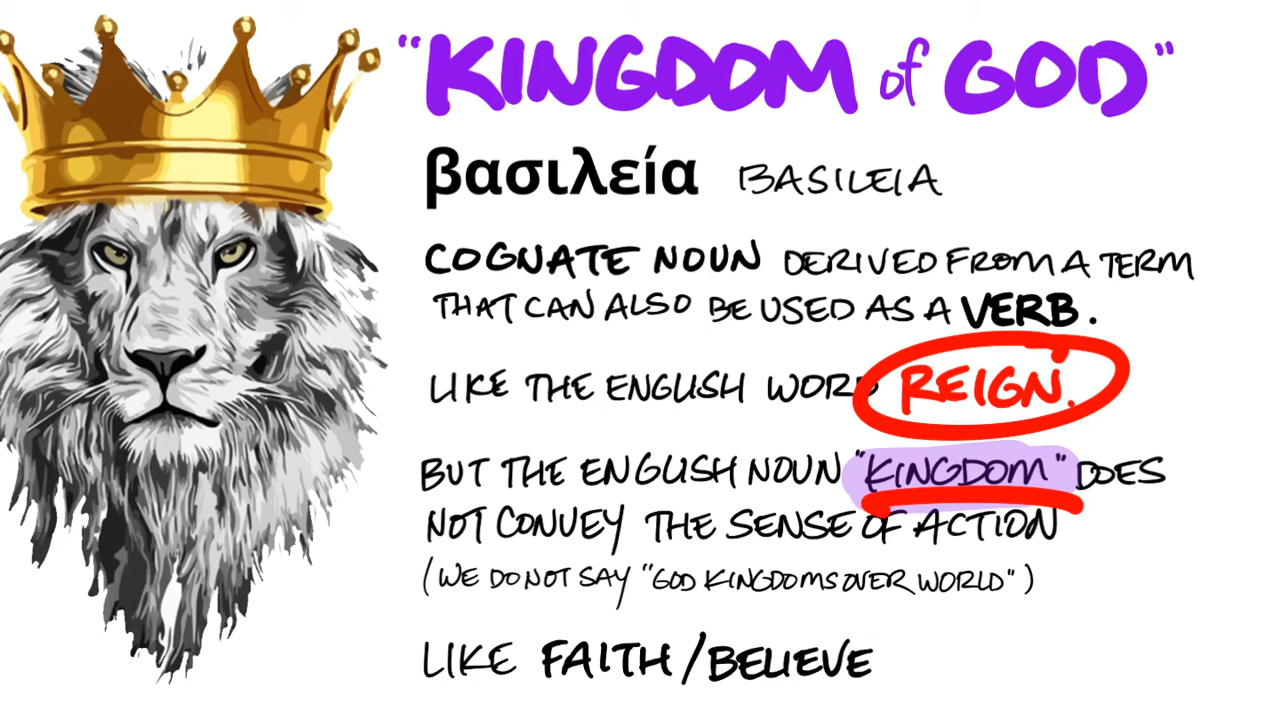 "KINGDOM of GOD"
βασιλεία BASILEIA
COGNATE NOUN DERIVED FROM A TERM
THAT CAN ALSO BE USED AS A VERB.
LIKE THE ENGLISH WORD REIGN.
BUT THE ENGLISH NOUN "KINGDOM" DOES
NOT CONVEY THE SENSE OF ACTION
(WE DO NOT SAY "GOD KINGDOMS OVER WORLD")
LIKE FAITH/BELIEVE